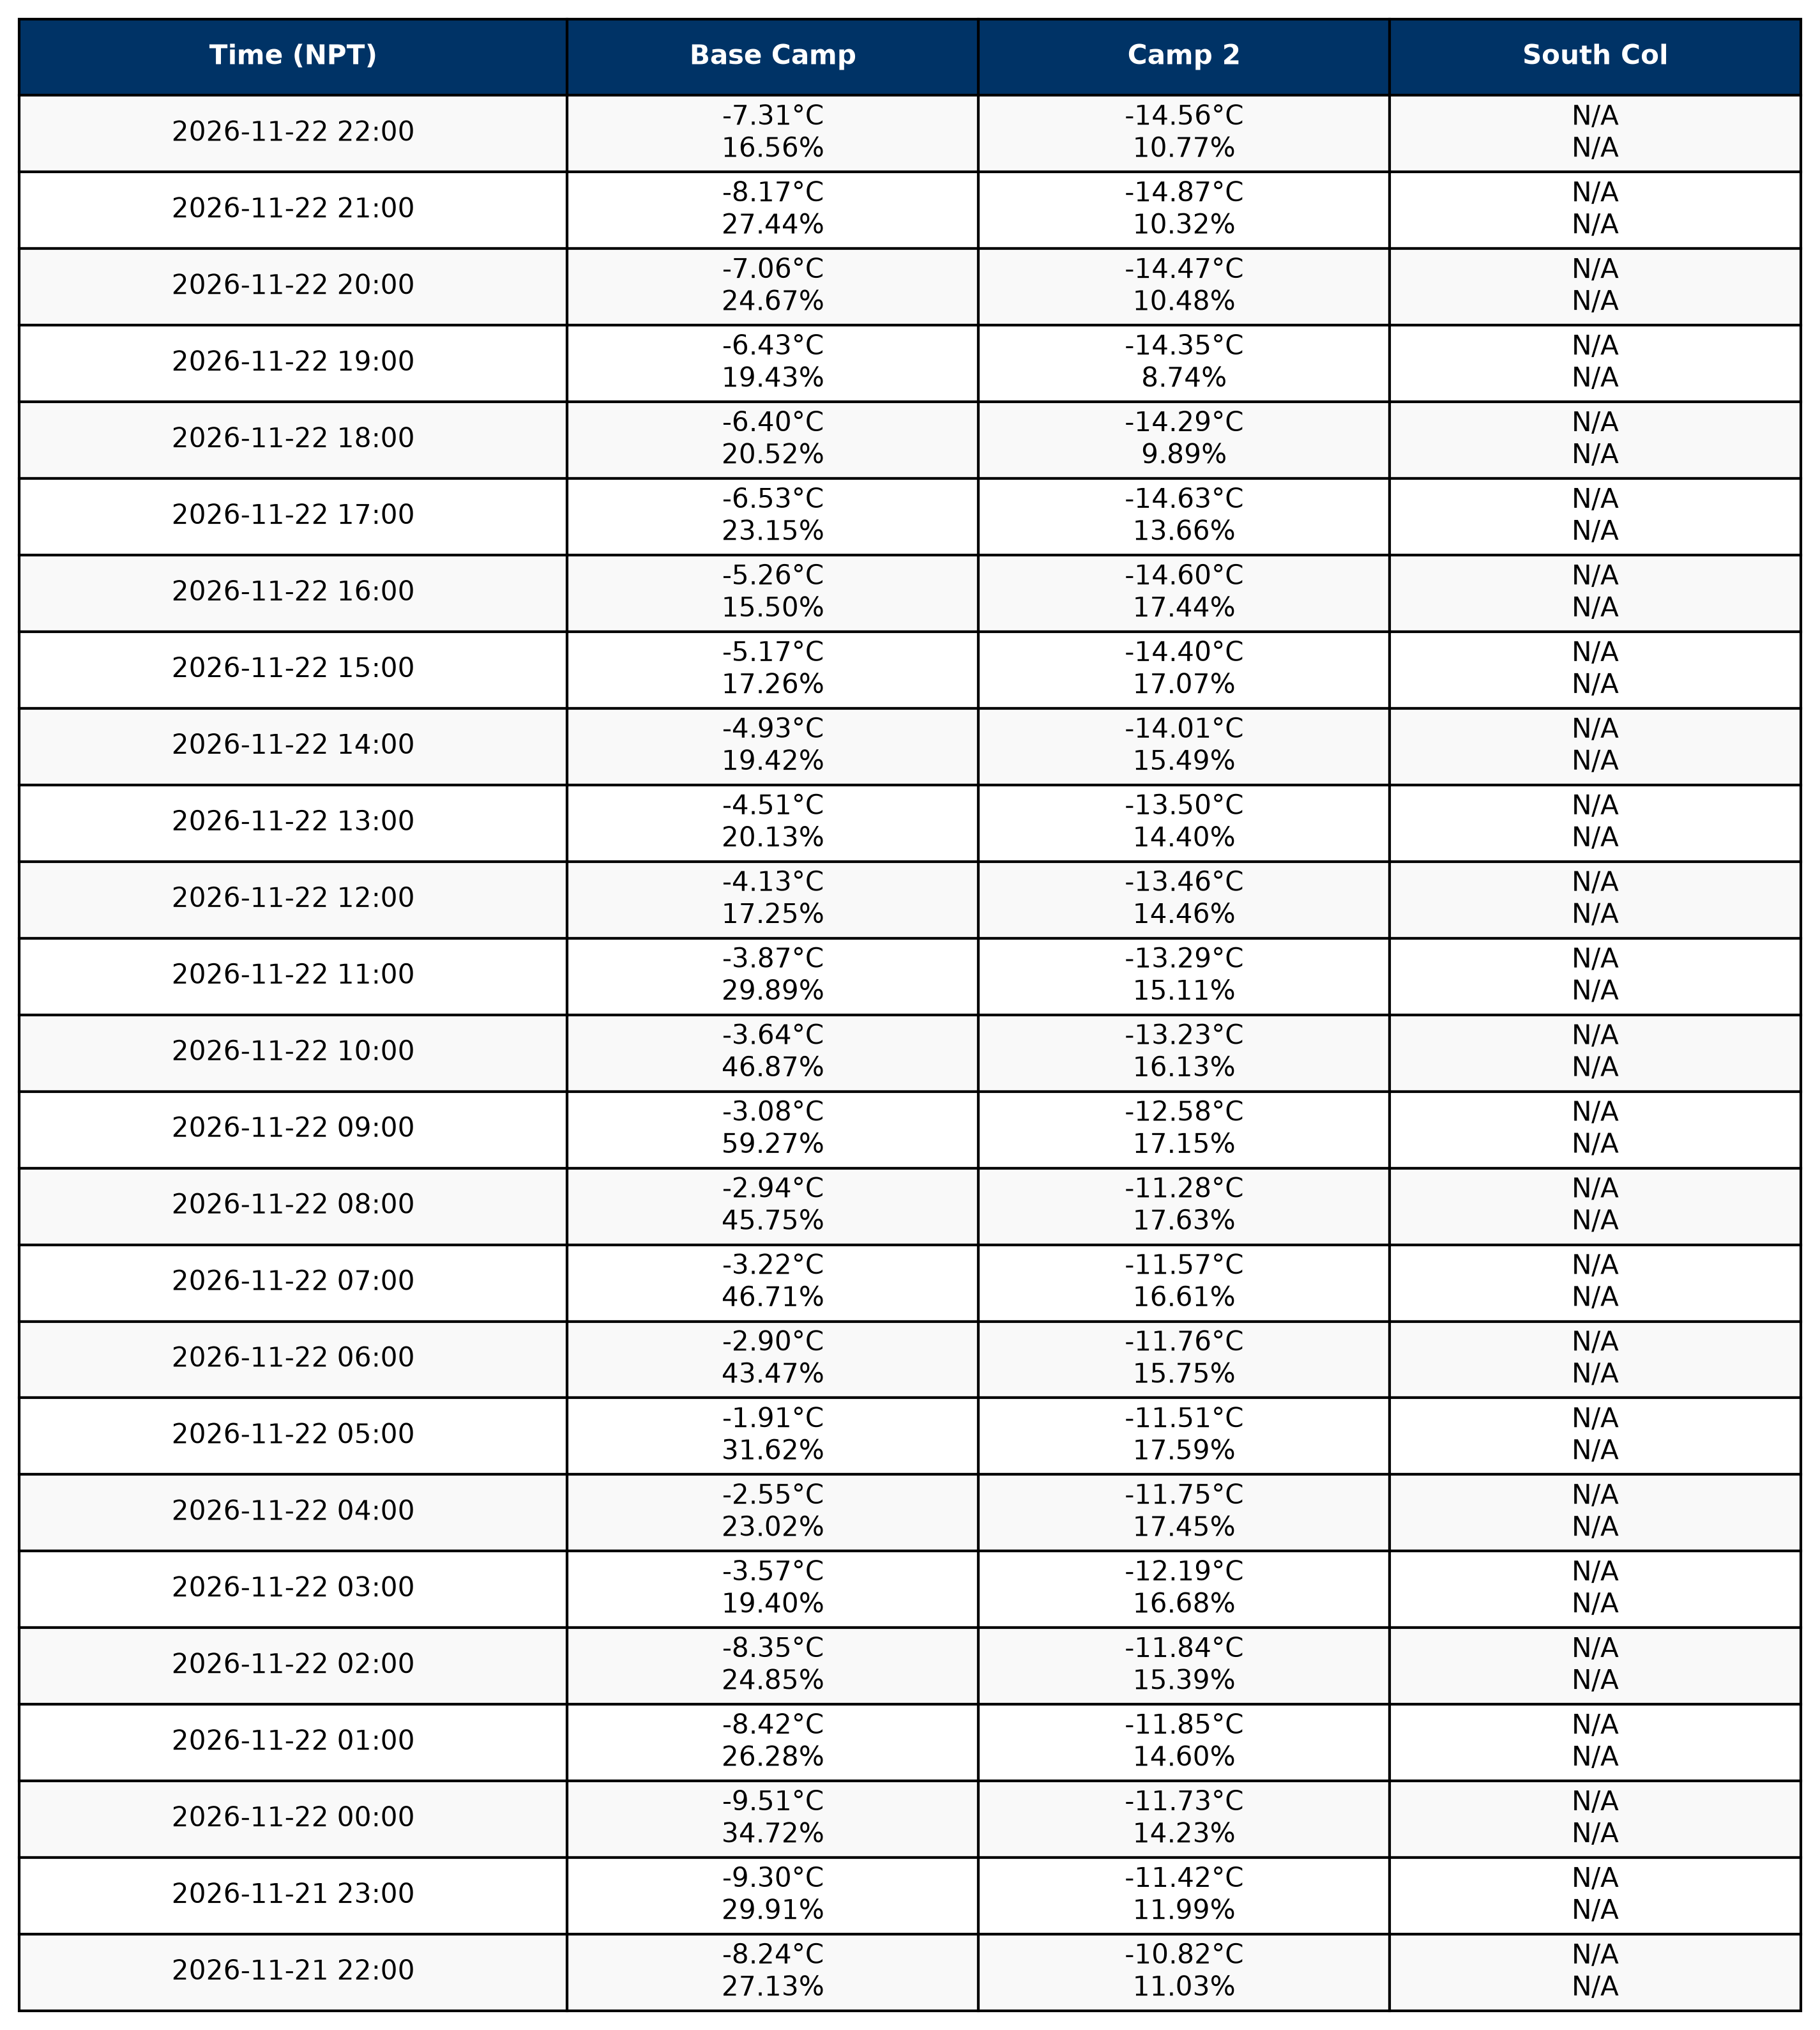 Time (NPT) Base Camp Camp 2 South Col
2026-11-22 22:00 -7.31°C -14.56°C N/A
16.56% 10.77% N/A
2026-11-22 21:00 -8.17°C -14.87°C N/A
27.44% 10.32% N/A
2026-11-22 20:00 -7.06°C -14.47°C N/A
24.67% 10.48% N/A
2026-11-22 19:00 -6.43°C -14.35°C N/A
19.43% 8.74% N/A
2026-11-22 18:00 -6.40°C -14.29°C N/A
20.52% 9.89% N/A
2026-11-22 17:00 -6.53°C -14.63°C N/A
23.15% 13.66% N/A
2026-11-22 16:00 -5.26°C -14.60°C N/A
15.50% 17.44% N/A
2026-11-22 15:00 -5.17°C -14.40°C N/A
17.26% 17.07% N/A
2026-11-22 14:00 -4.93°C -14.01°C N/A
19.42% 15.49% N/A
2026-11-22 13:00 -4.51°C -13.50°C N/A
20.13% 14.40% N/A
2026-11-22 12:00 -4.13°C -13.46°C N/A
17.25% 14.46% N/A
2026-11-22 11:00 -3.87°C -13.29°C N/A
29.89% 15.11% N/A
2026-11-22 10:00 -3.64°C -13.23°C N/A
46.87% 16.13% N/A
2026-11-22 09:00 -3.08°C -12.58°C N/A
59.27% 17.15% N/A
2026-11-22 08:00 -2.94°C -11.28°C N/A
45.75% 17.63% N/A
2026-11-22 07:00 -3.22°C -11.57°C N/A
46.71% 16.61% N/A
2026-11-22 06:00 -2.90°C -11.76°C N/A
43.47% 15.75% N/A
2026-11-22 05:00 -1.91°C -11.51°C N/A
31.62% 17.59% N/A
2026-11-22 04:00 -2.55°C -11.75°C N/A
23.02% 17.45% N/A
2026-11-22 03:00 -3.57°C -12.19°C N/A
19.40% 16.68% N/A
2026-11-22 02:00 -8.35°C -11.84°C N/A
24.85% 15.39% N/A
2026-11-22 01:00 -8.42°C -11.85°C N/A
26.28% 14.60% N/A
2026-11-22 00:00 -9.51°C -11.73°C N/A
34.72% 14.23% N/A
2026-11-21 23:00 -9.30°C -11.42°C N/A
29.91% 11.99% N/A
2026-11-21 22:00 -8.24°C -10.82°C N/A
27.13% 11.03% N/A